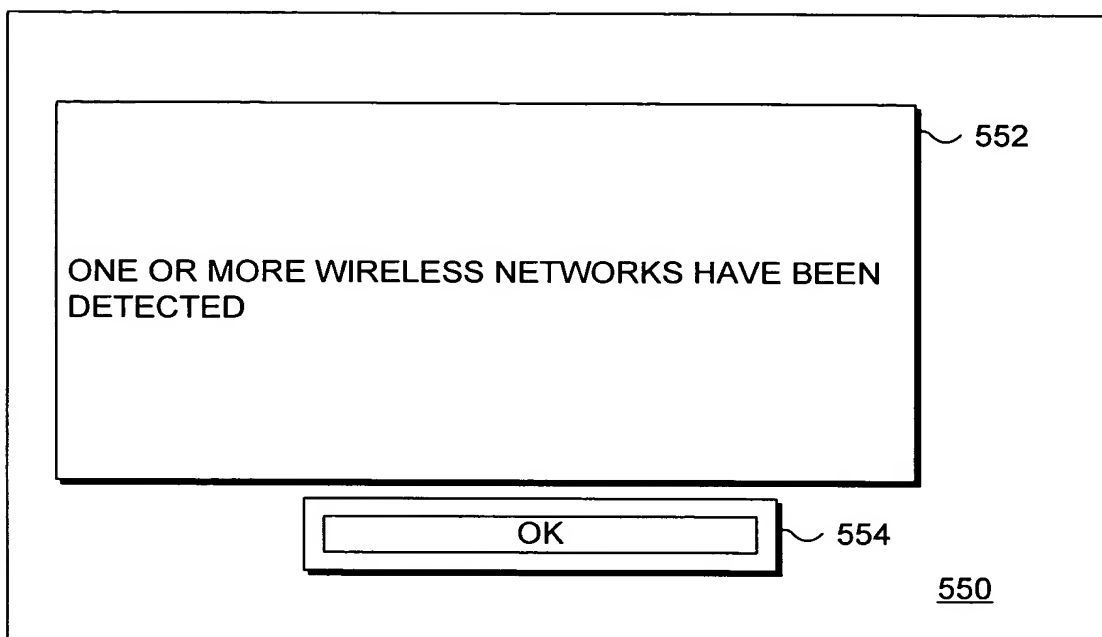 552
ONE OR MORE WIRELESS NETWORKS HAVE BEEN
DETECTED
OK
554
550